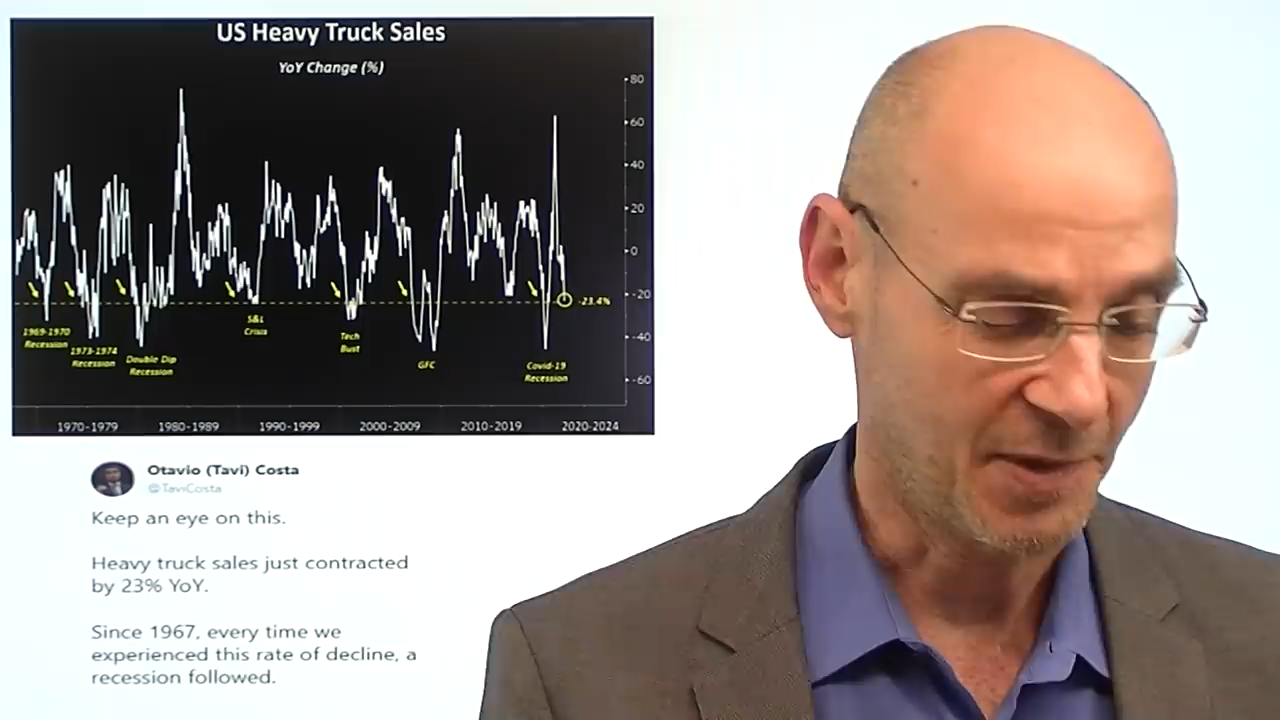 US Heavy Truck Sales
YoY Change (%)
80
60
40
20
0
-20
-23.4%
-40
-60
1969-1970
Recession
1973-1974
Recession
Double Dip
Recession
S&L
Crisis
Tech
Bust
GFC
Covid-19
Recession
1970-1979
1980-1989
1990-1999
2000-2009
2010-2019
2020-2024
Otavio (Tavi) Costa
@TaviCosta
Keep an eye on this.
Heavy truck sales just contracted
by 23% YoY.
Since 1967, every time we
experienced this rate of decline, a
recession followed.